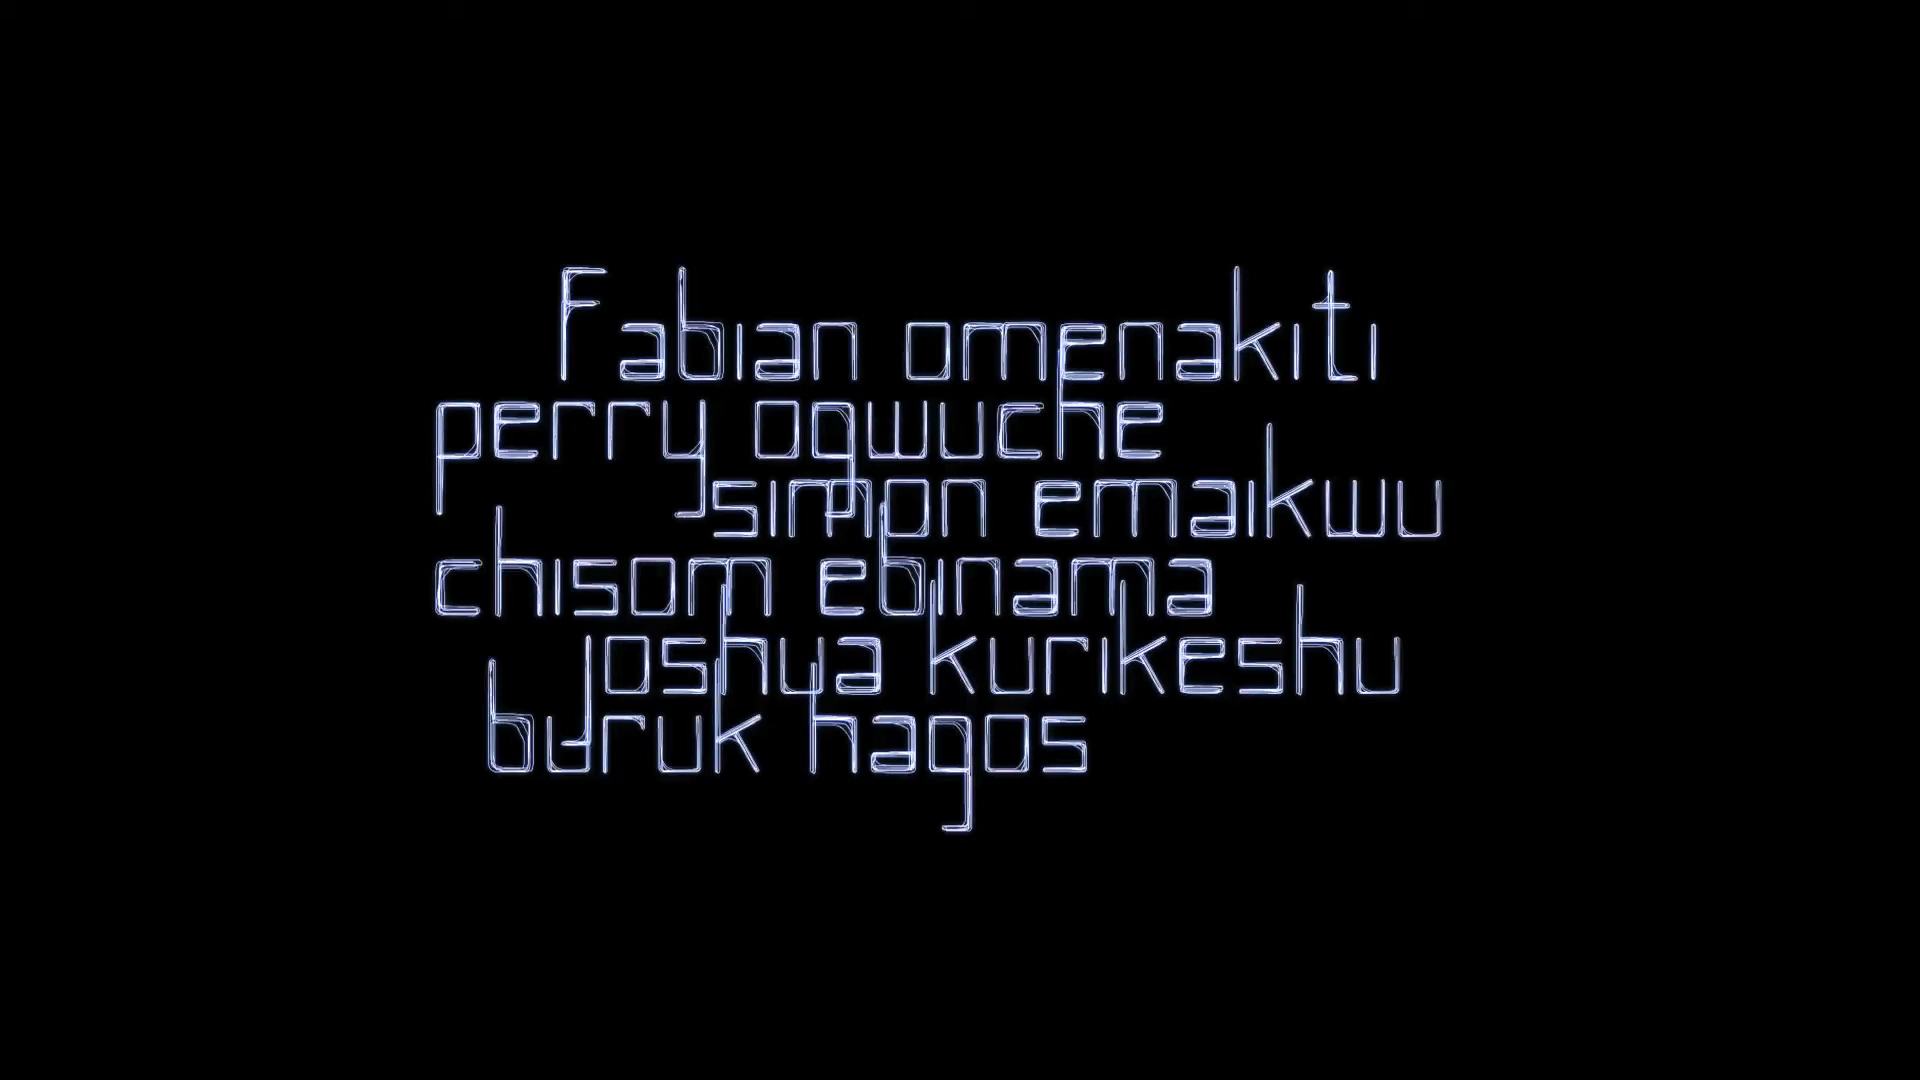 Fabian omenakiti
perry ogwuche
simon emaikwu
chisom ebinama
joshua kurikeshu
buruk hagos